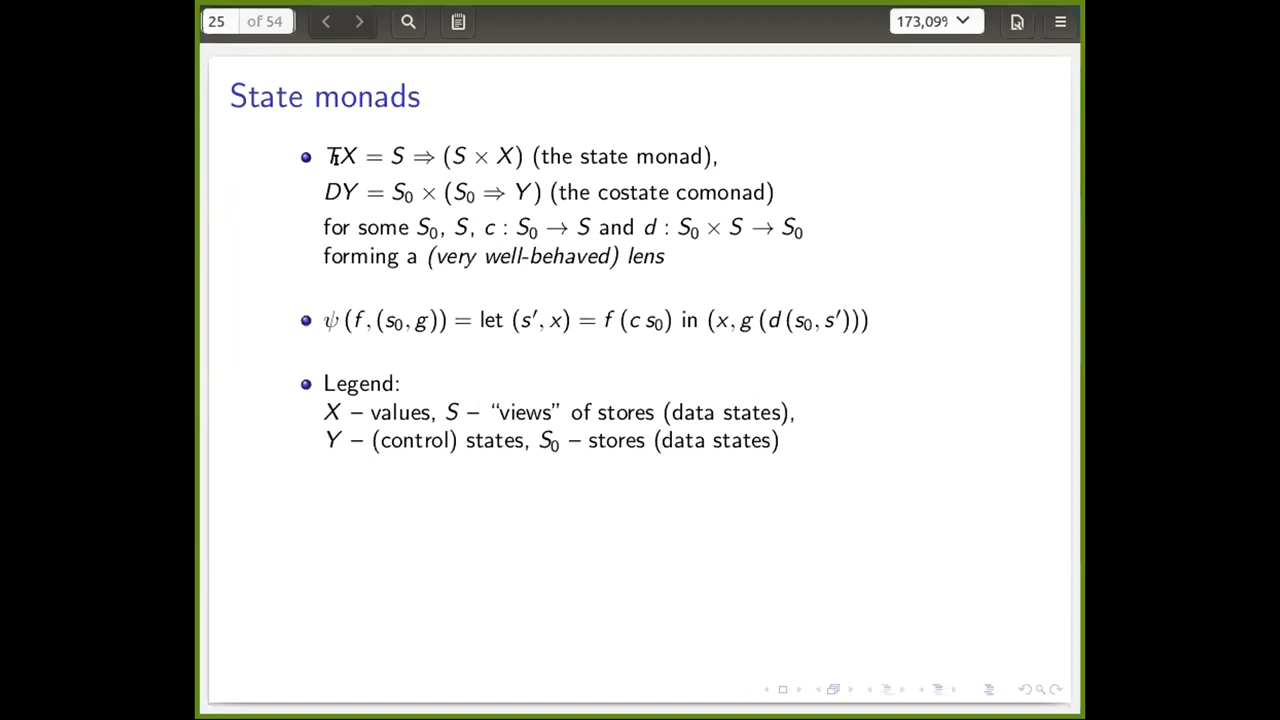 25 of 54 173,09%
State monads
TX = S ⇒ (S × X) (the state monad),
DY = S₀ × (S₀ ⇒ Y) (the costate comonad)
for some S₀, S, c : S₀ → S and d : S₀ × S → S₀
forming a (very well-behaved) lens
ψ (f, (s₀, g)) = let (s′, x) = f (c s₀) in (x, g (d (s₀, s′)))
Legend:
X – values, S – “views” of stores (data states),
Y – (control) states, S₀ – stores (data states)